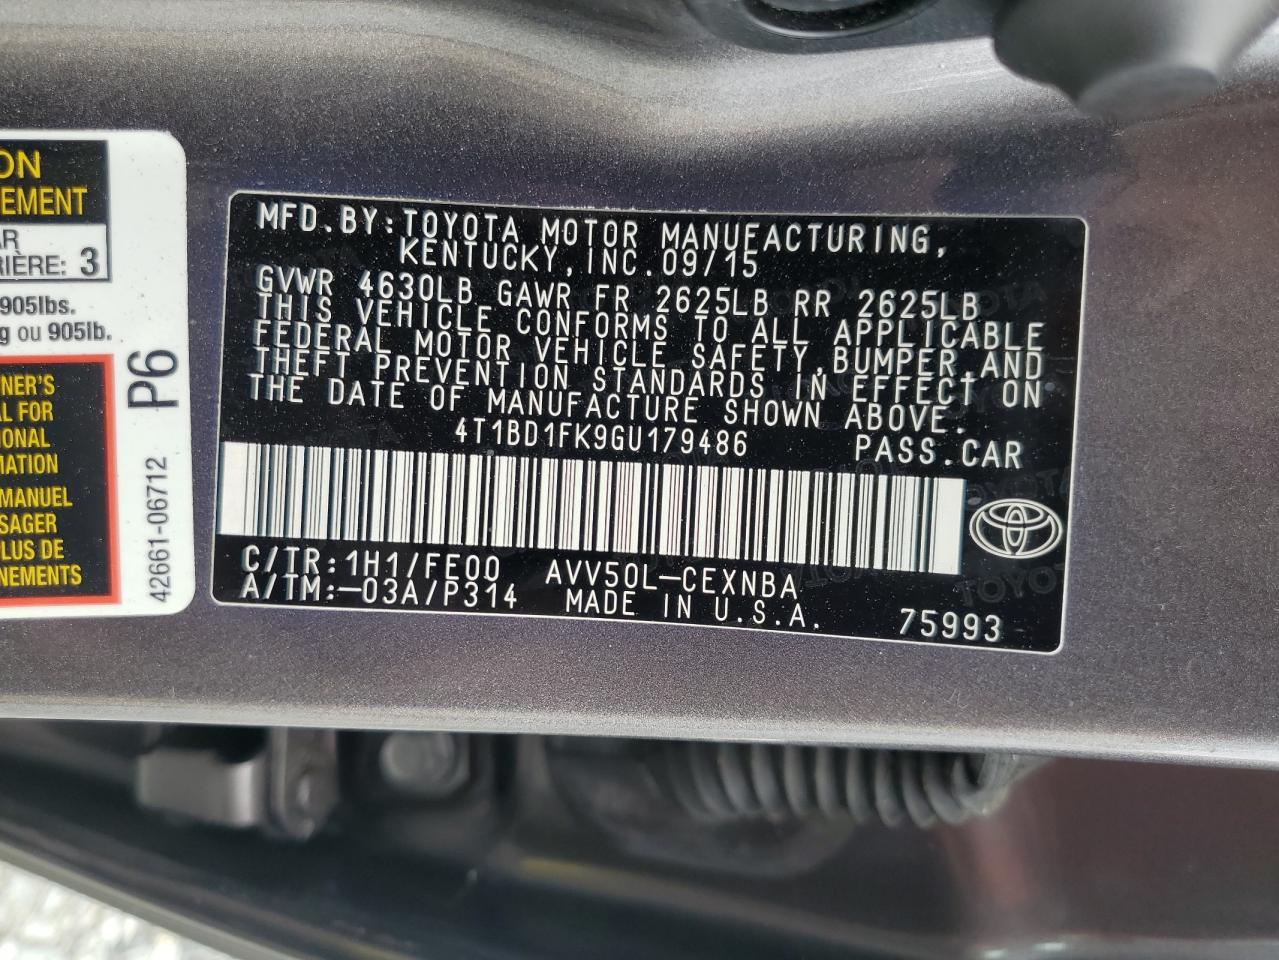 ON
EMENT
AR
RIÈRE: 3
905lbs.
g ou 905lb.
NER'S
L FOR
IONAL
MATION
MANUEL
SAGER
PLUS DE
NEMENTS
P6
42661-06712
MFD.BY:TOYOTA MOTOR MANUFACTURING,
KENTUCKY,INC.09/15
GVWR 4630LB GAWR FR 2625LB RR 2625LB
THIS VEHICLE CONFORMS TO ALL APPLICABLE
FEDERAL MOTOR VEHICLE SAFETY,BUMPER,AND
THEFT PREVENTION STANDARDS IN EFFECT ON
THE DATE OF MANUFACTURE SHOWN ABOVE.
4T1BD1FK9GU179486 PASS.CAR
C/TR:1H1/FE00 AVV50L-CEXNBA
A/TM:-03A/P314 MADE IN U.S.A. 75993